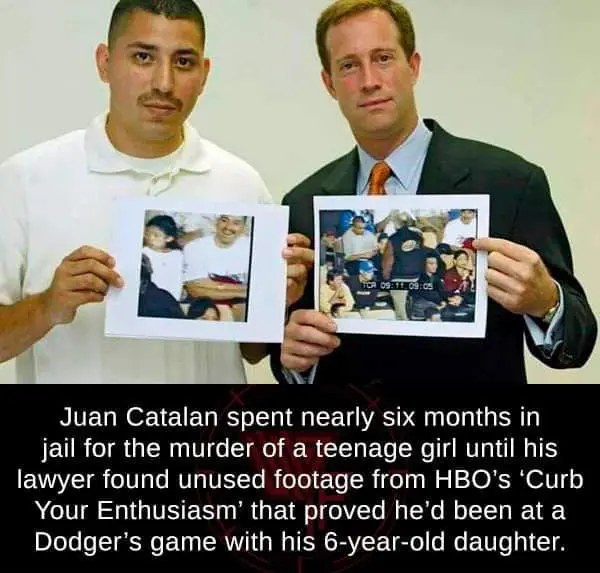 TCR 09:11:09:05
Juan Catalan spent nearly six months in
jail for the murder of a teenage girl until his
lawyer found unused footage from HBO's ‘Curb
Your Enthusiasm’ that proved he’d been at a
Dodger’s game with his 6-year-old daughter.